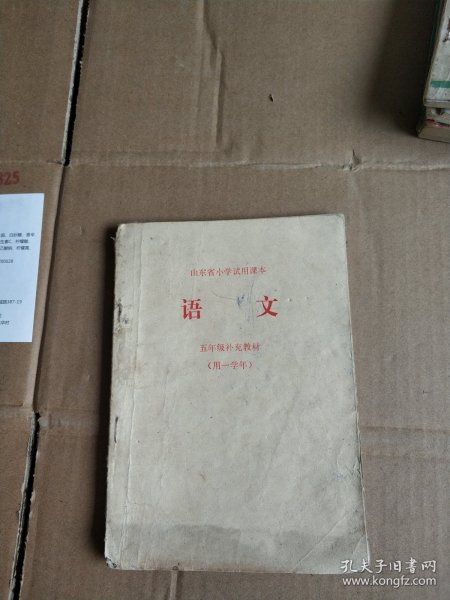 山东省小学试用课本
语文
五年级补充教材
（用一学年）
325
孔夫子旧书网
www.kongfz.com